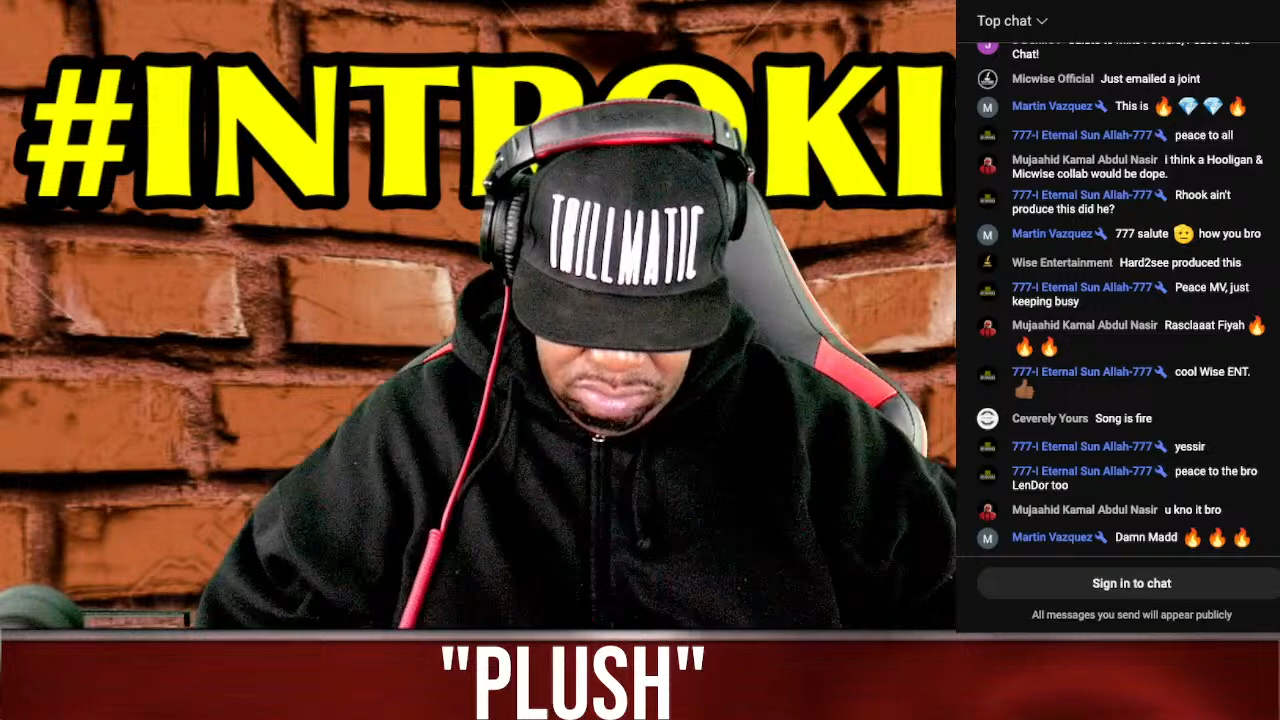 #INTROKI
TRILLMATIC
"PLUSH"
Top chat
Chat!
Micwise Official Just emailed a joint
Martin Vazquez This is 🔥💎💎🔥
777-I Eternal Sun Allah-777 peace to all
Mujaahid Kamal Abdul Nasir i think a Hooligan &
Micwise collab would be dope.
777-I Eternal Sun Allah-777 Rhook ain't
produce this did he?
M
Martin Vazquez 777 salute 🫡 how you bro
Wise Entertainment Hard2see produced this
777-I Eternal Sun Allah-777 Peace MV, just
keeping busy
Mujaahid Kamal Abdul Nasir Rasclaaat Fiyah 🔥
🔥🔥
777-I Eternal Sun Allah-777 cool Wise ENT.
👍🏾
Ceverely Yours Song is fire
777-I Eternal Sun Allah-777 yessir
777-I Eternal Sun Allah-777 peace to the bro
LenDor too
Mujaahid Kamal Abdul Nasir u kno it bro
M
Martin Vazquez Damn Madd 🔥🔥🔥
Sign in to chat
All messages you send will appear publicly